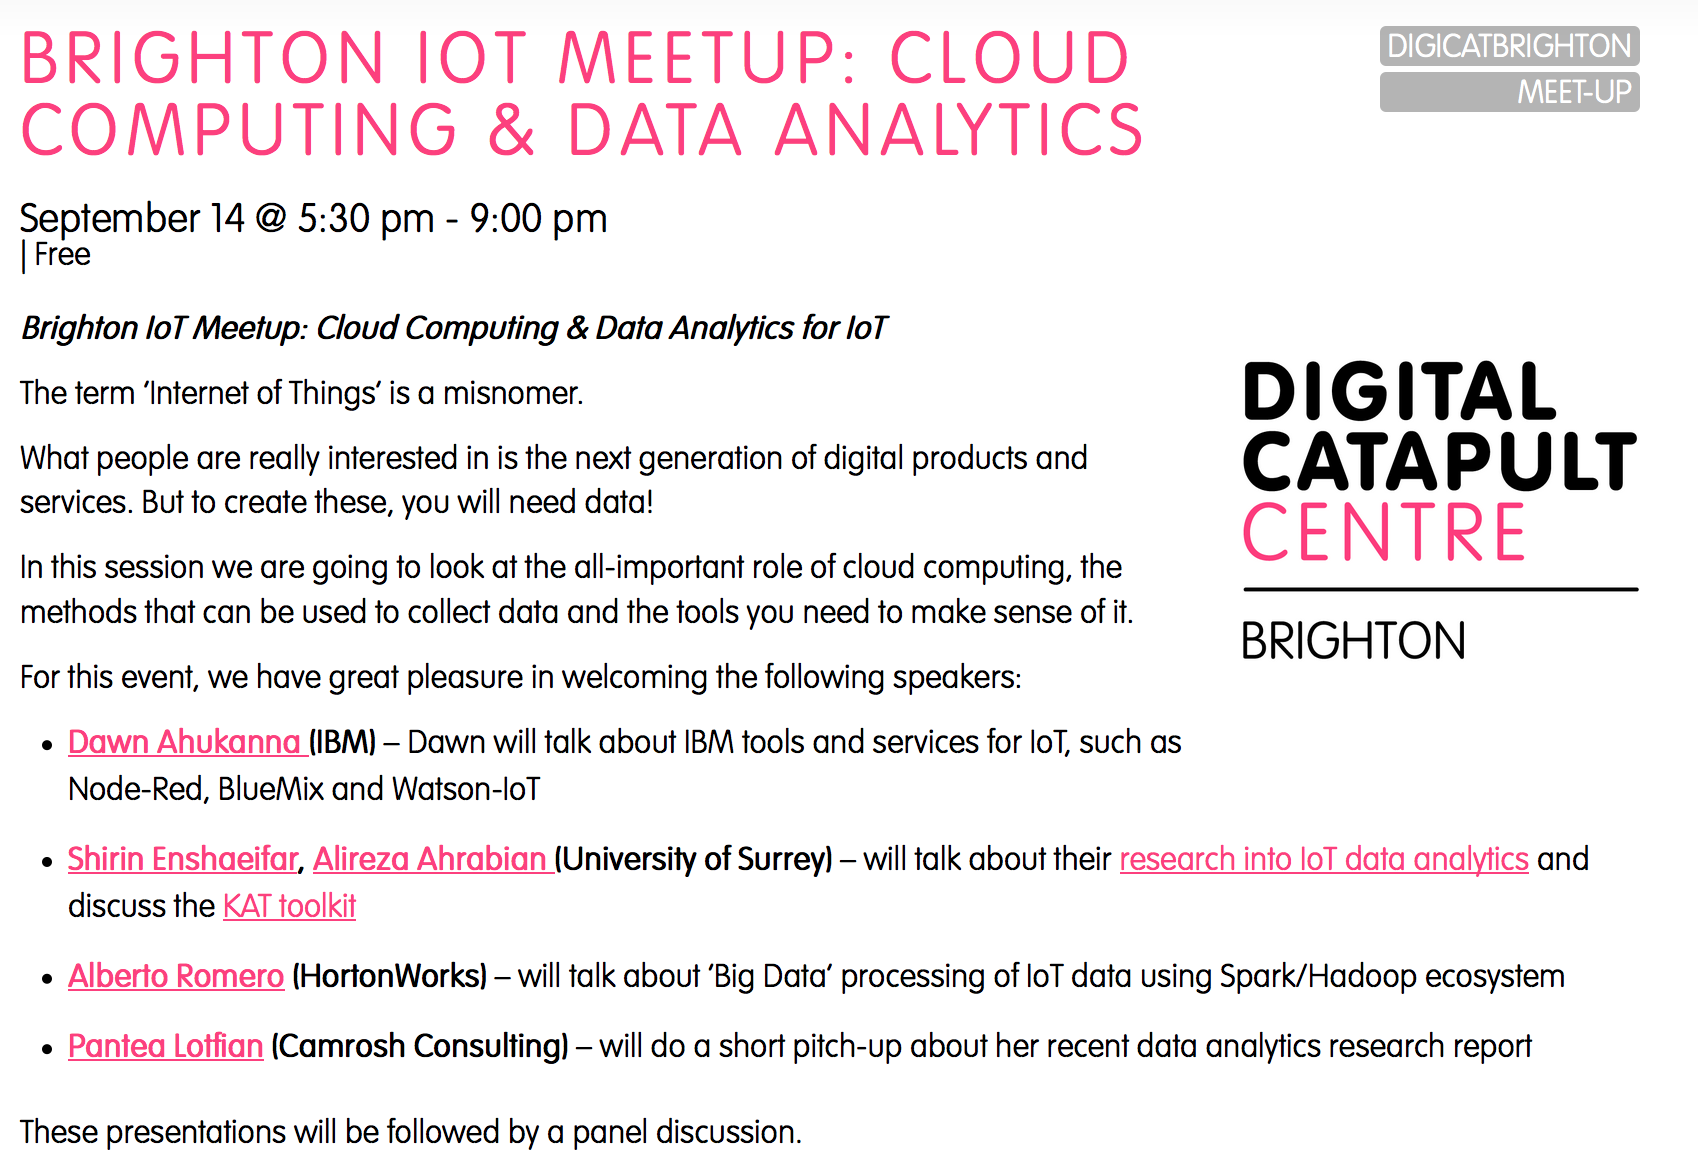 BRIGHTON IOT MEETUP: CLOUD
COMPUTING & DATA ANALYTICS
DIGICATBRIGHTON
MEET-UP
September 14 @ 5:30 pm - 9:00 pm
| Free
Brighton IoT Meetup: Cloud Computing & Data Analytics for IoT
The term ‘Internet of Things’ is a misnomer.
What people are really interested in is the next generation of digital products and
services. But to create these, you will need data!
In this session we are going to look at the all-important role of cloud computing, the
methods that can be used to collect data and the tools you need to make sense of it.
For this event, we have great pleasure in welcoming the following speakers:
DIGITAL
CATAPULT
CENTRE
BRIGHTON
• Dawn Ahukanna (IBM) – Dawn will talk about IBM tools and services for IoT, such as
Node-Red, BlueMix and Watson-IoT
• Shirin Enshaeifar, Alireza Ahrabian (University of Surrey) – will talk about their research into IoT data analytics and
discuss the KAT toolkit
• Alberto Romero (HortonWorks) – will talk about ‘Big Data’ processing of IoT data using Spark/Hadoop ecosystem
• Pantea Lotfian (Camrosh Consulting) – will do a short pitch-up about her recent data analytics research report
These presentations will be followed by a panel discussion.